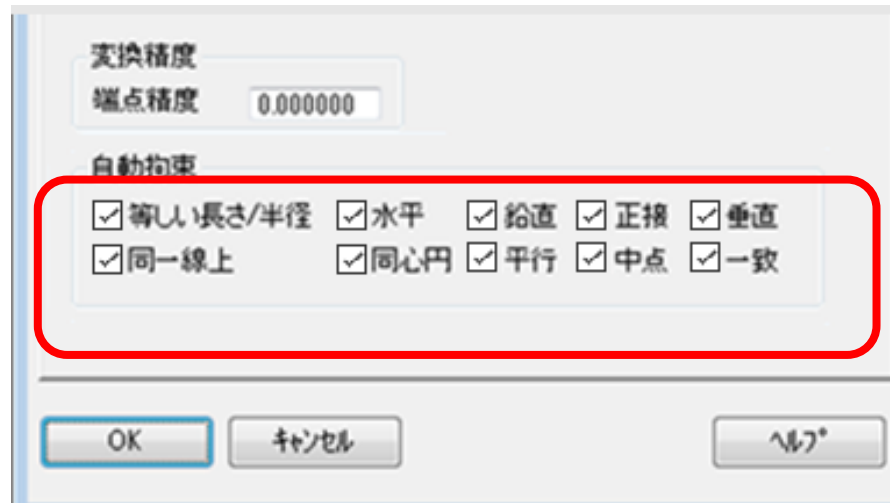 変換精度
端点精度 0.000000
自動拘束
等しい長さ/半径 水平 鉛直 正接 垂直
同一線上 同心円 平行 中点 一致
OK ｷｬﾝｾﾙ ﾍﾙﾌﾟ